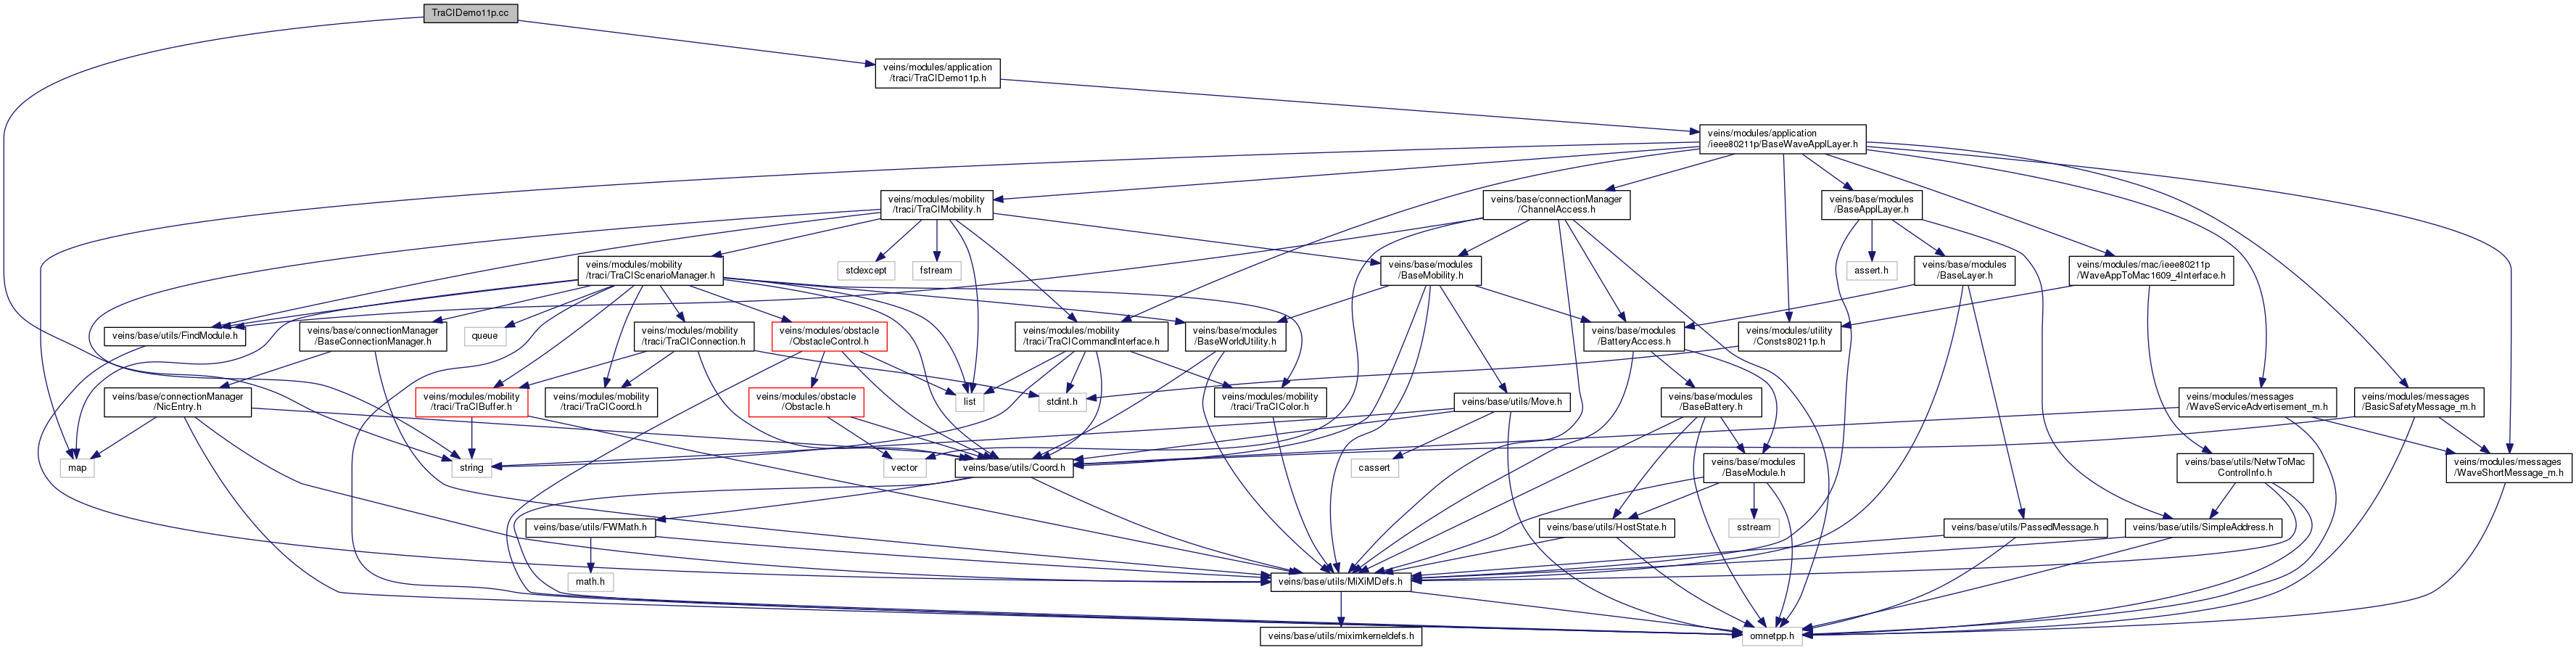 TraCIDemo11p.cc
veins/modules/application
/traci/TraCIDemo11p.h
veins/modules/application
/ieee80211p/BaseWaveApplLayer.h
veins/modules/mobility
/traci/TraCIMobility.h
veins/base/connectionManager
/ChannelAccess.h
veins/base/modules
/BaseApplLayer.h
veins/modules/mobility
/traci/TraCIScenarioManager.h
stdexcept
fstream
veins/base/modules
/BaseMobility.h
assert.h
veins/base/modules
/BaseLayer.h
veins/modules/mac/ieee80211p
/WaveAppToMac1609_4Interface.h
veins/base/utils/FindModule.h
veins/base/connectionManager
/BaseConnectionManager.h
queue
veins/modules/mobility
/traci/TraCIConnection.h
veins/modules/obstacle
/ObstacleControl.h
veins/modules/mobility
/traci/TraCICommandInterface.h
veins/base/modules
/BaseWorldUtility.h
veins/base/modules
/BatteryAccess.h
veins/modules/utility
/Consts80211p.h
veins/base/connectionManager
/NicEntry.h
veins/modules/mobility
/traci/TraCIBuffer.h
veins/modules/mobility
/traci/TraCICoord.h
veins/modules/obstacle
/Obstacle.h
list
stdint.h
veins/modules/mobility
/traci/TraCIColor.h
veins/base/utils/Move.h
veins/base/modules
/BaseBattery.h
veins/modules/messages
/WaveServiceAdvertisement_m.h
veins/modules/messages
/BasicSafetyMessage_m.h
map
string
vector
veins/base/utils/Coord.h
cassert
veins/base/modules
/BaseModule.h
veins/base/utils/NetwToMac
ControlInfo.h
veins/modules/messages
/WaveShortMessage_m.h
veins/base/utils/FWMath.h
veins/base/utils/HostState.h
sstream
veins/base/utils/PassedMessage.h
veins/base/utils/SimpleAddress.h
math.h
veins/base/utils/MiXiMDefs.h
veins/base/utils/miximkerneldefs.h
omnetpp.h